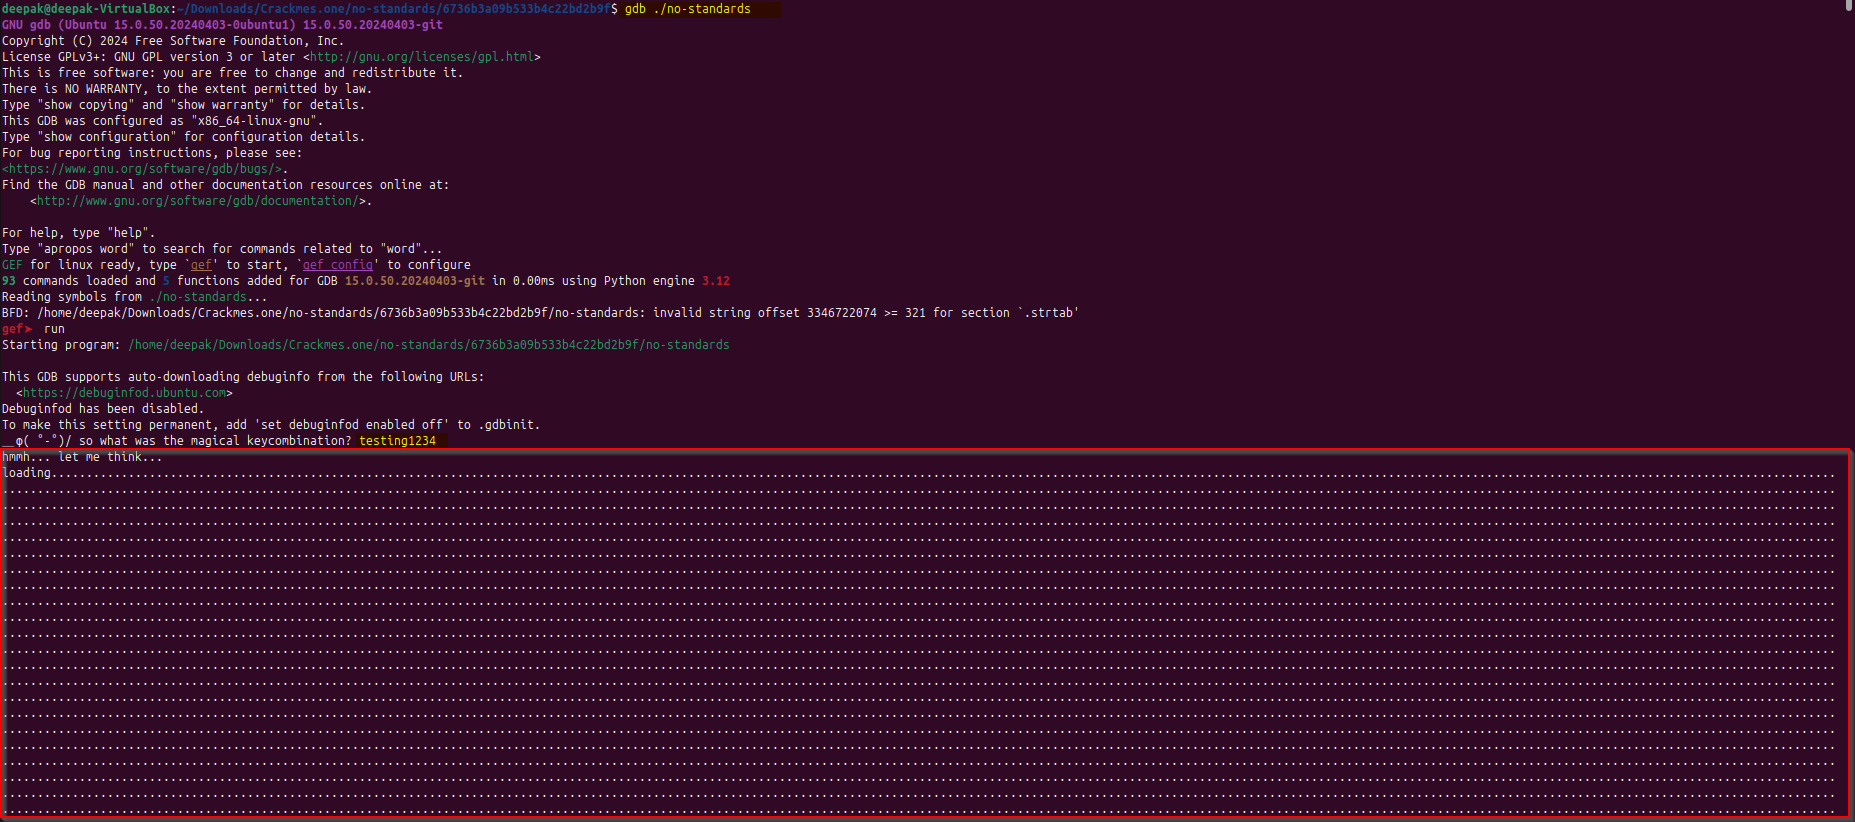 deepak@deepak-VirtualBox:~/Downloads/Crackmes.one/no-standards/6736b3a09b533b4c22bd2b9f$ gdb ./no-standards
GNU gdb (Ubuntu 15.0.50.20240403-0ubuntu1) 15.0.50.20240403-git
Copyright (C) 2024 Free Software Foundation, Inc.
License GPLv3+: GNU GPL version 3 or later <http://gnu.org/licenses/gpl.html>
This is free software: you are free to change and redistribute it.
There is NO WARRANTY, to the extent permitted by law.
Type "show copying" and "show warranty" for details.
This GDB was configured as "x86_64-linux-gnu".
Type "show configuration" for configuration details.
For bug reporting instructions, please see:
<https://www.gnu.org/software/gdb/bugs/>.
Find the GDB manual and other documentation resources online at:
    <http://www.gnu.org/software/gdb/documentation/>.
For help, type "help".
Type "apropos word" to search for commands related to "word"...
GEF for linux ready, type `gef' to start, `gef config' to configure
93 commands loaded and 5 functions added for GDB 15.0.50.20240403-git in 0.00ms using Python engine 3.12
Reading symbols from ./no-standards...
BFD: /home/deepak/Downloads/Crackmes.one/no-standards/6736b3a09b533b4c22bd2b9f/no-standards: invalid string offset 3346722074 >= 321 for section `.strtab'
gef➤  run
Starting program: /home/deepak/Downloads/Crackmes.one/no-standards/6736b3a09b533b4c22bd2b9f/no-standards
This GDB supports auto-downloading debuginfo from the following URLs:
  <https://debuginfod.ubuntu.com>
Debuginfod has been disabled.
To make this setting permanent, add 'set debuginfod enabled off' to .gdbinit.
__φ( °-°)/ so what was the magical keycombination? testing1234
hmmh... let me think...
loading...